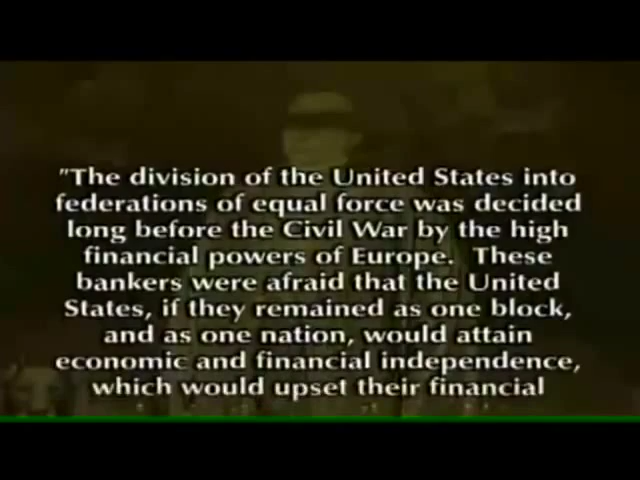 "The division of the United States into
federations of equal force was decided
long before the Civil War by the high
financial powers of Europe.  These
bankers were afraid that the United
States, if they remained as one block,
and as one nation, would attain
economic and financial independence,
which would upset their financial